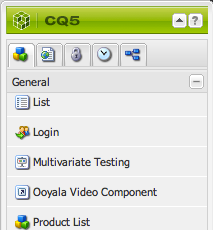 CQ5
?
General
List
Login
Multivariate Testing
Ooyala Video Component
Product List